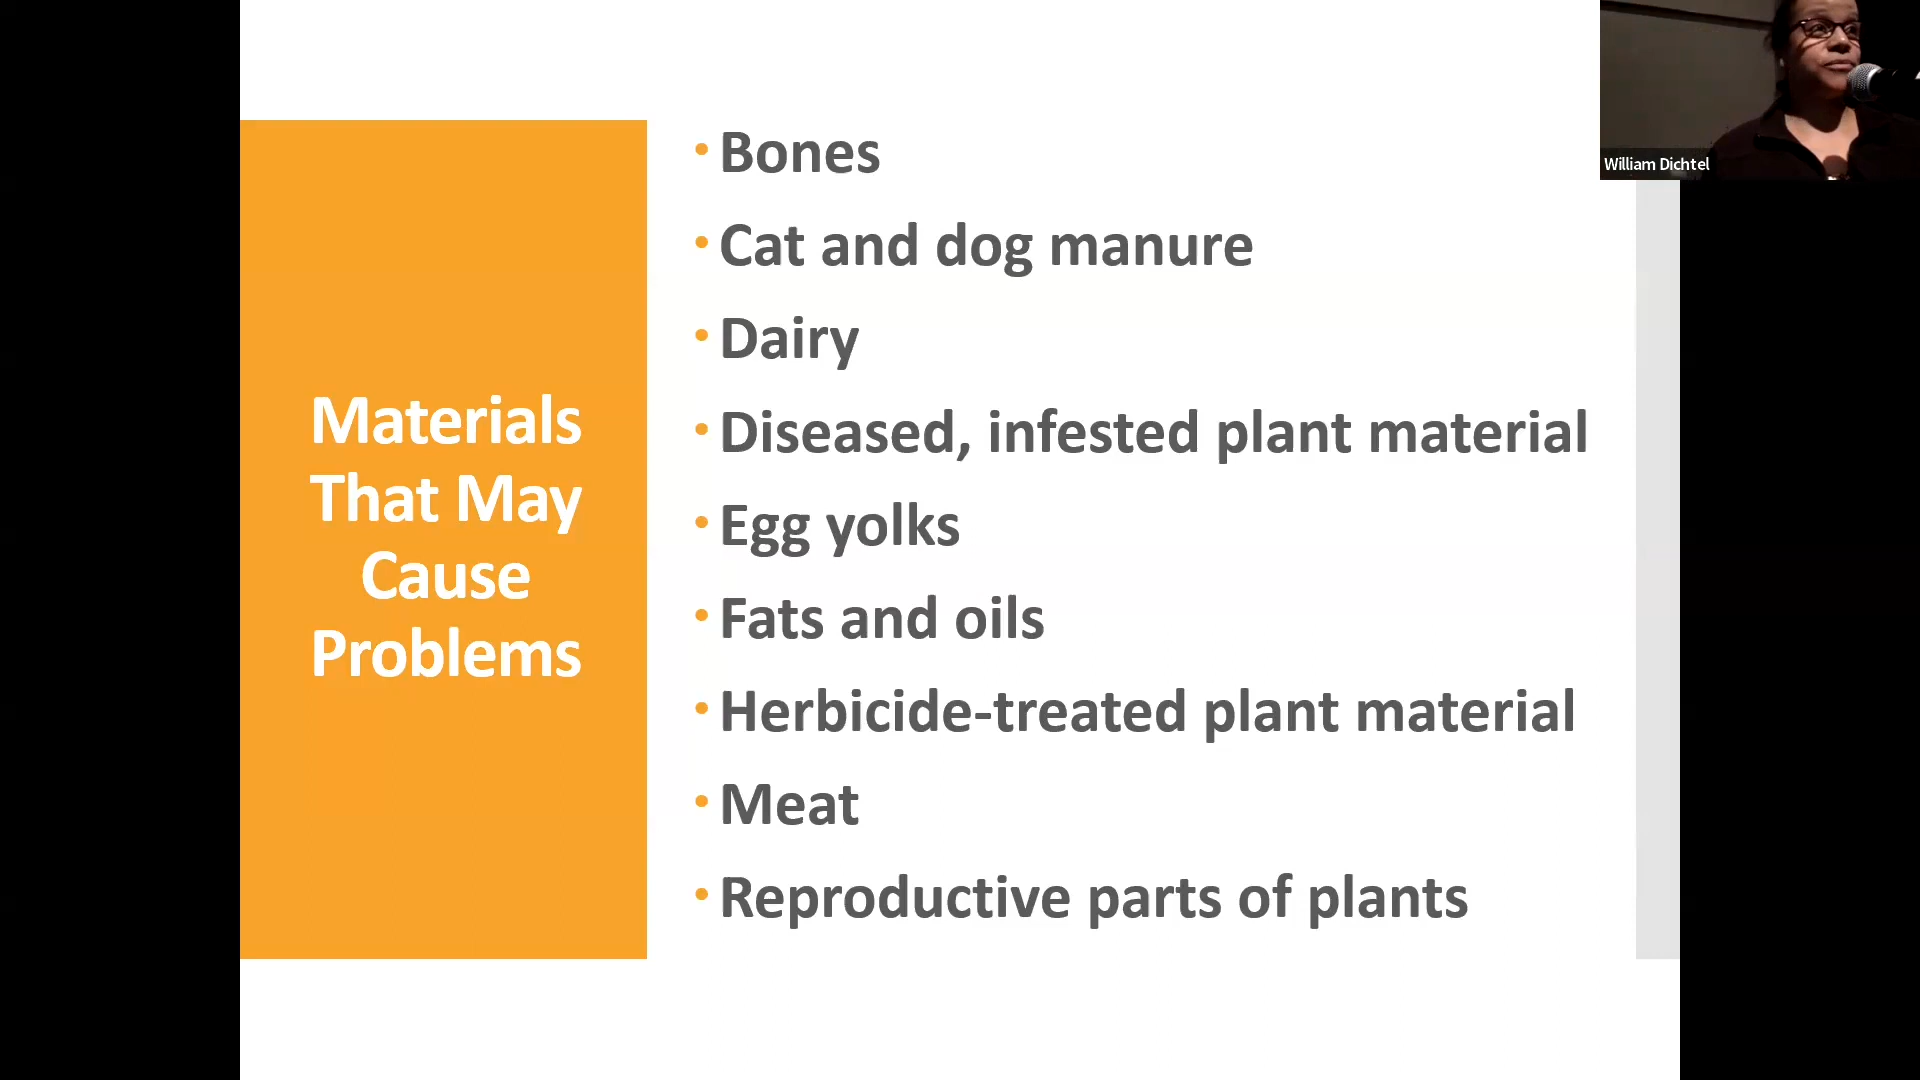 Materials
That May
Cause
Problems
• Bones
• Cat and dog manure
• Dairy
• Diseased, infested plant material
• Egg yolks
• Fats and oils
• Herbicide-treated plant material
• Meat
• Reproductive parts of plants
William Dichtel